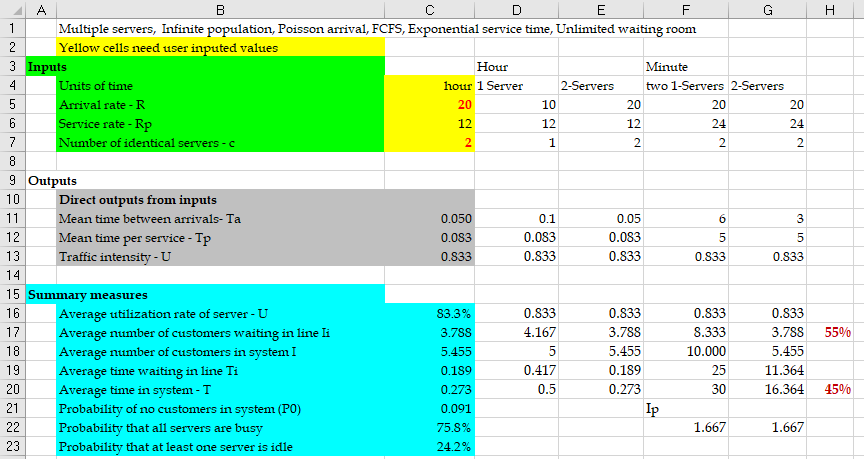 A B C D E F G H
1 Multiple servers, Infinite population, Poisson arrival, FCFS, Exponential service time, Unlimited waiting room
2 Yellow cells need user inputed values
3 Inputs Hour Minute
4 Units of time hour 1 Server 2-Servers two 1-Servers 2-Servers
5 Arrival rate - R 20 10 20 20 20
6 Service rate - Rp 12 12 12 24 24
7 Number of identical servers - c 2 1 2 2 2
8
9 Outputs
10 Direct outputs from inputs
11 Mean time between arrivals- Ta 0.050 0.1 0.05 6 3
12 Mean time per service - Tp 0.083 0.083 0.083 5 5
13 Traffic intensity - U 0.833 0.833 0.833 0.833 0.833
14
15 Summary measures
16 Average utilization rate of server - U 83.3% 0.833 0.833 0.833 0.833
17 Average number of customers waiting in line Ii 3.788 4.167 3.788 8.333 3.788 55%
18 Average number of customers in system I 5.455 5 5.455 10.000 5.455
19 Average time waiting in line Ti 0.189 0.417 0.189 25 11.364
20 Average time in system - T 0.273 0.5 0.273 30 16.364 45%
21 Probability of no customers in system (P0) 0.091 Ip
22 Probability that all servers are busy 75.8% 1.667 1.667
23 Probability that at least one server is idle 24.2%